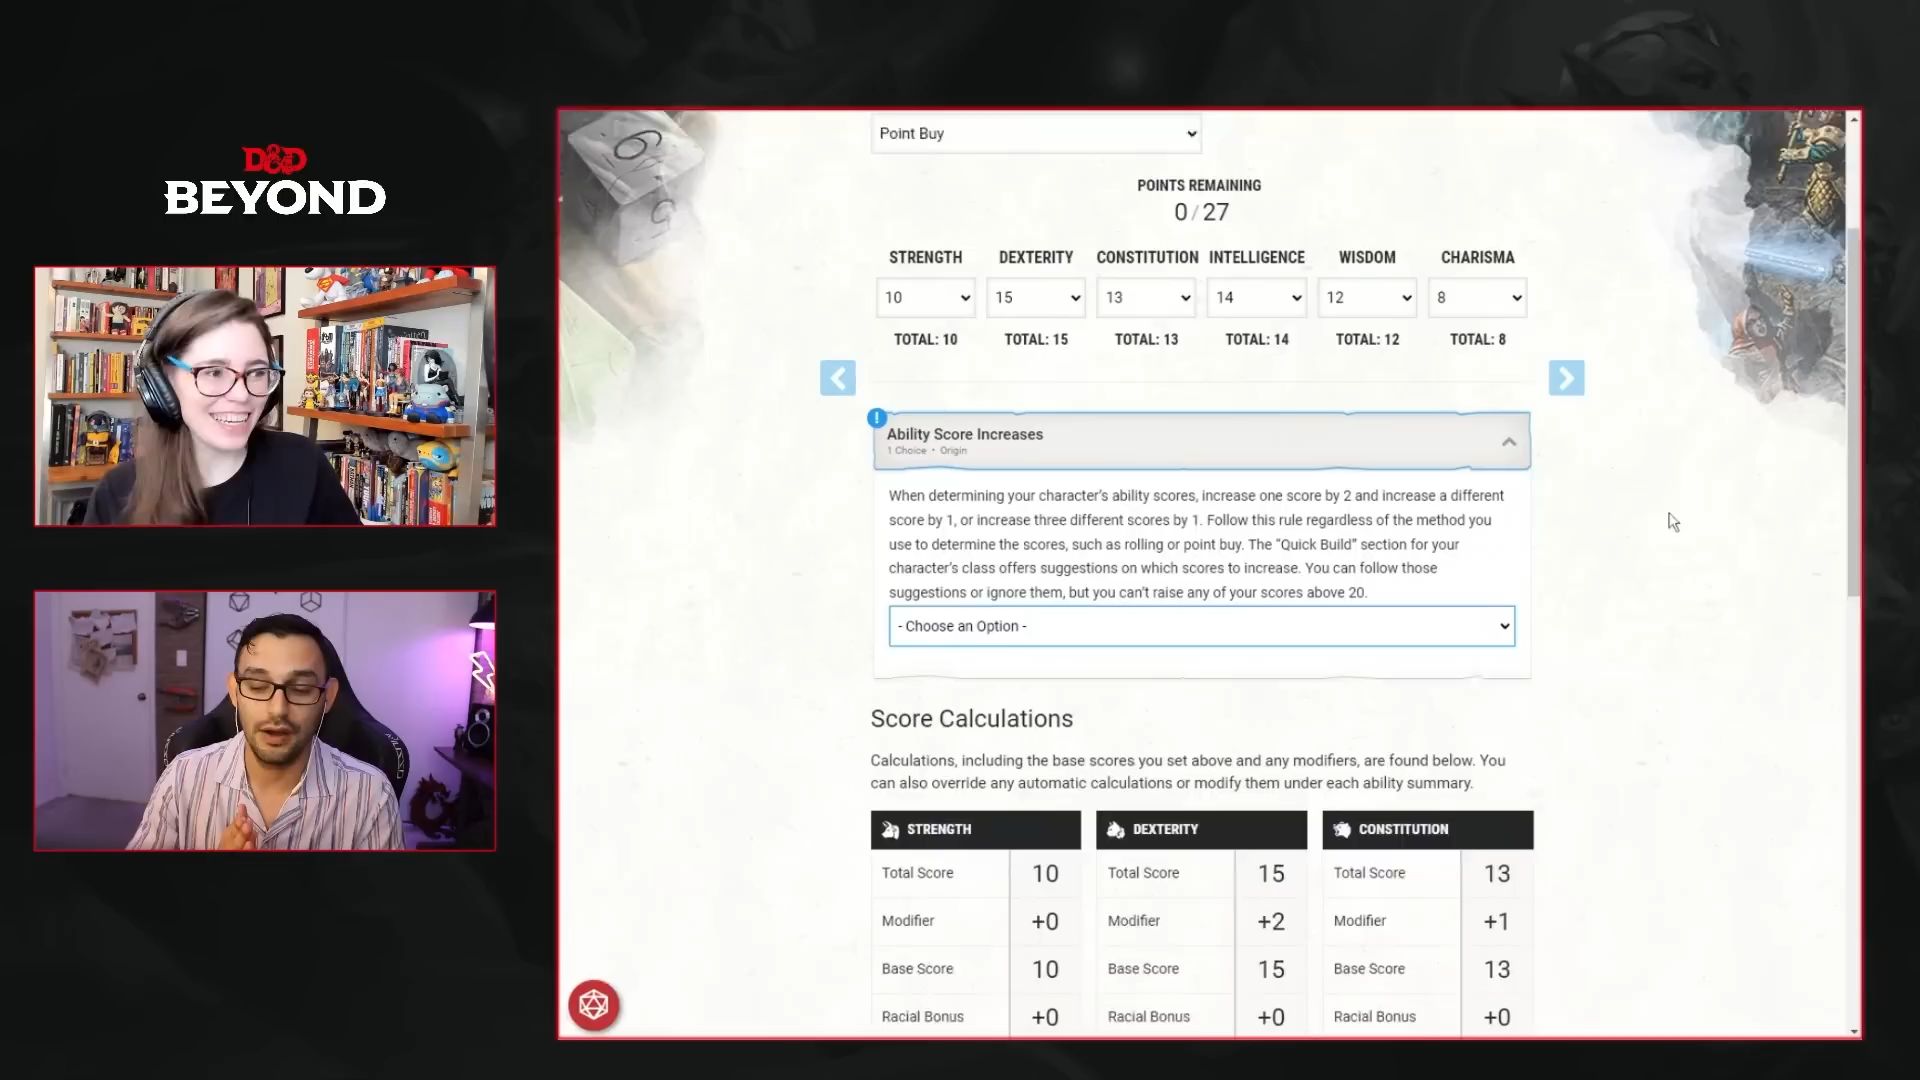 D&D
BEYOND
Point Buy
POINTS REMAINING
0 / 27
STRENGTH DEXTERITY CONSTITUTION INTELLIGENCE WISDOM CHARISMA
10 15 13 14 12 8
TOTAL: 10 TOTAL: 15 TOTAL: 13 TOTAL: 14 TOTAL: 12 TOTAL: 8
!
Ability Score Increases
1 Choice • Origin
When determining your character's ability scores, increase one score by 2 and increase a different
score by 1, or increase three different scores by 1. Follow this rule regardless of the method you
use to determine the scores, such as rolling or point buy. The “Quick Build” section for your
character's class offers suggestions on which scores to increase. You can follow those
suggestions or ignore them, but you can't raise any of your scores above 20.
- Choose an Option -
Score Calculations
Calculations, including the base scores you set above and any modifiers, are found below. You
can also override any automatic calculations or modify them under each ability summary.
STRENGTH DEXTERITY CONSTITUTION
Total Score 10 Total Score 15 Total Score 13
Modifier +0 Modifier +2 Modifier +1
Base Score 10 Base Score 15 Base Score 13
Racial Bonus +0 Racial Bonus +0 Racial Bonus +0